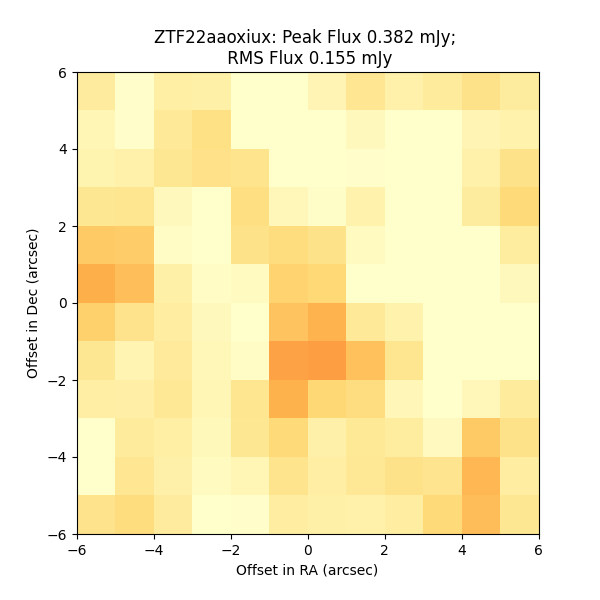 ZTF22aaoxiux: Peak Flux 0.382 mJy;
RMS Flux 0.155 mJy
6
4
2
0
−2
−4
−6
Offset in Dec (arcsec)
−6 −4 −2 0 2 4 6
Offset in RA (arcsec)